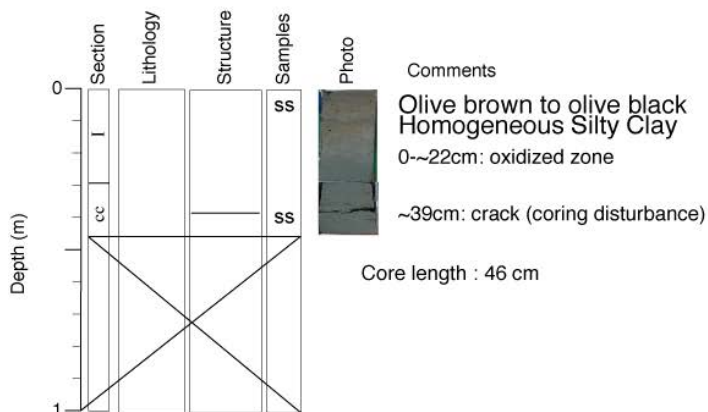 Section
Lithology
Structure
Samples
Photo
Comments
0
ss
Olive brown to olive black
Homogeneous Silty Clay
I
0-~22cm: oxidized zone
cc
ss
~39cm: crack (coring disturbance)
Depth (m)
Core length : 46 cm
1